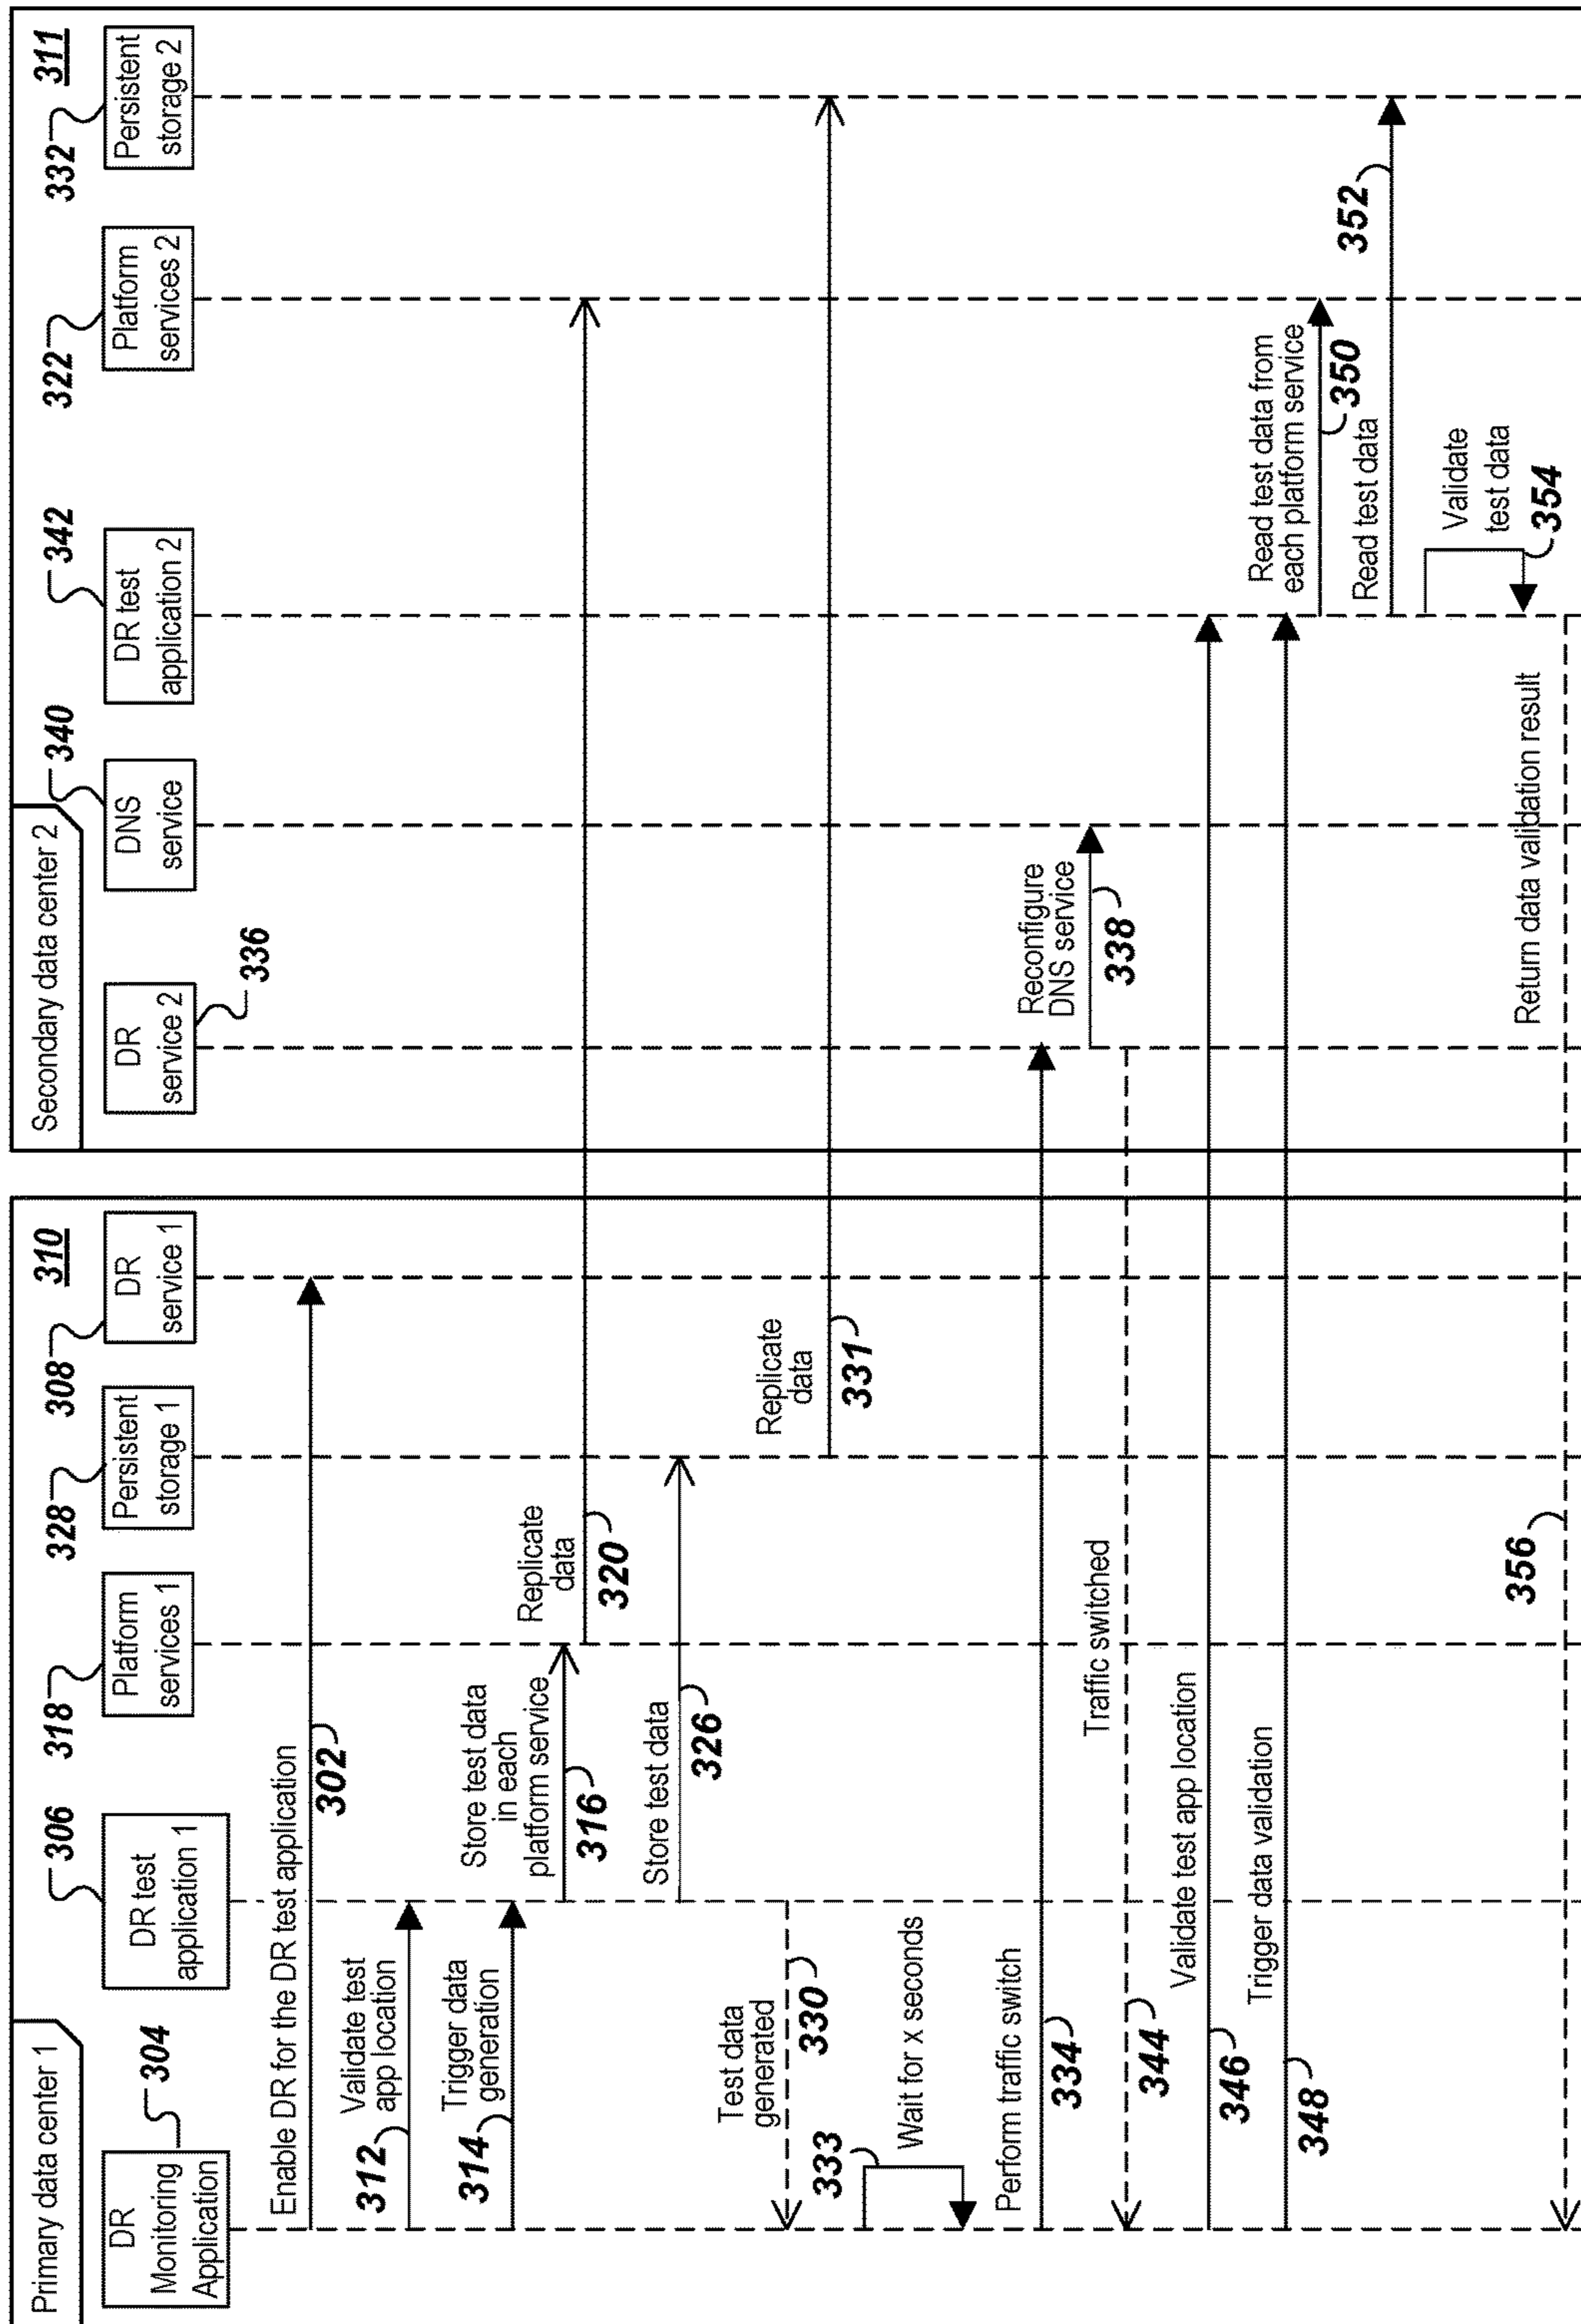 Primary data center 1
304
306
318
328
308
310
DR
Monitoring
Application
DR test
application 1
Platform
services 1
Persistent
storage 1
DR
service 1
Secondary data center 2
336
340
342
322
332
311
DR
service 2
DNS
service
DR test
application 2
Platform
services 2
Persistent
storage 2
Enable DR for the DR test application
302
Validate test
app location
312
Trigger data
generation
314
Store test data
in each
platform service
316
Replicate
data
320
Store test data
326
Test data
generated
330
Replicate
data
331
333
Wait for x seconds
Perform traffic switch
334
Reconfigure
DNS service
338
Traffic switched
344
Validate test app location
346
Trigger data validation
348
Read test data from
each platform service
350
Read test data
352
Validate
test data
354
Return data validation result
356